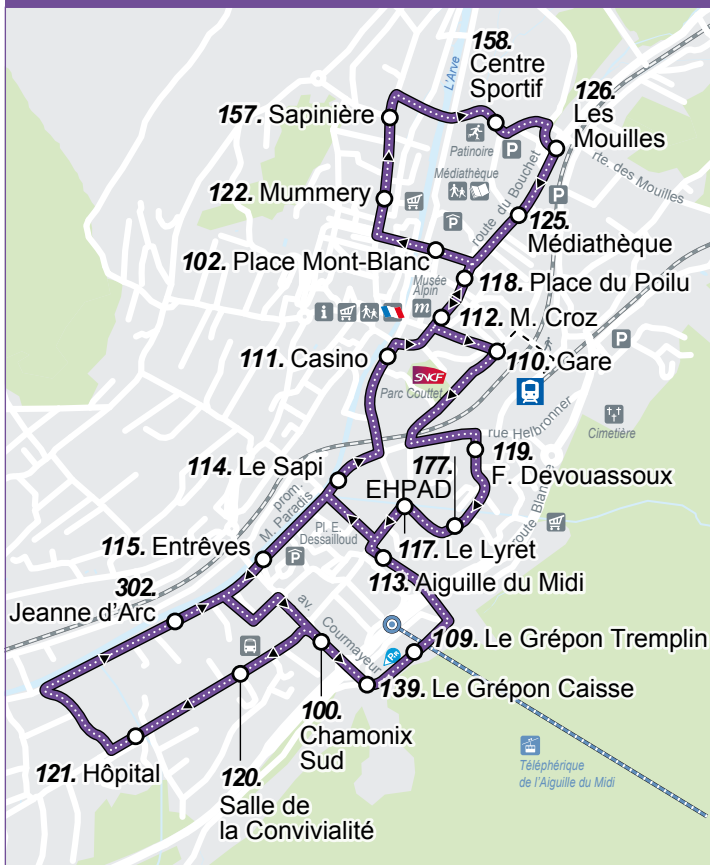 158.
Centre
Sportif
L'Arve
126.
Les
Mouilles
157. Sapinière
Patinoire
P
rte. des Mouilles
Médiathèque
P
122. Mummery
P
route du Bouchet
125.
Médiathèque
102. Place Mont-Blanc
Musée
Alpin
118. Place du Poilu
i
m
112. M. Croz
P
111. Casino
110. Gare
SNCF
Parc Couttet
rue Helbronner
Cimetière
119.
F. Devouassoux
177.
EHPAD
114. Le Sapi
prom.
M. Paradis
route Blanche
Pl. E.
Dessailloud
P
117. Le Lyret
115. Entrêves
113. Aiguille du Midi
302.
Jeanne d'Arc
av. Courmayeur
109. Le Grépon Tremplin
139. Le Grépon Caisse
100.
Chamonix
Sud
121. Hôpital
120.
Salle de
la Convivialité
Téléphérique
de l'Aiguille du Midi